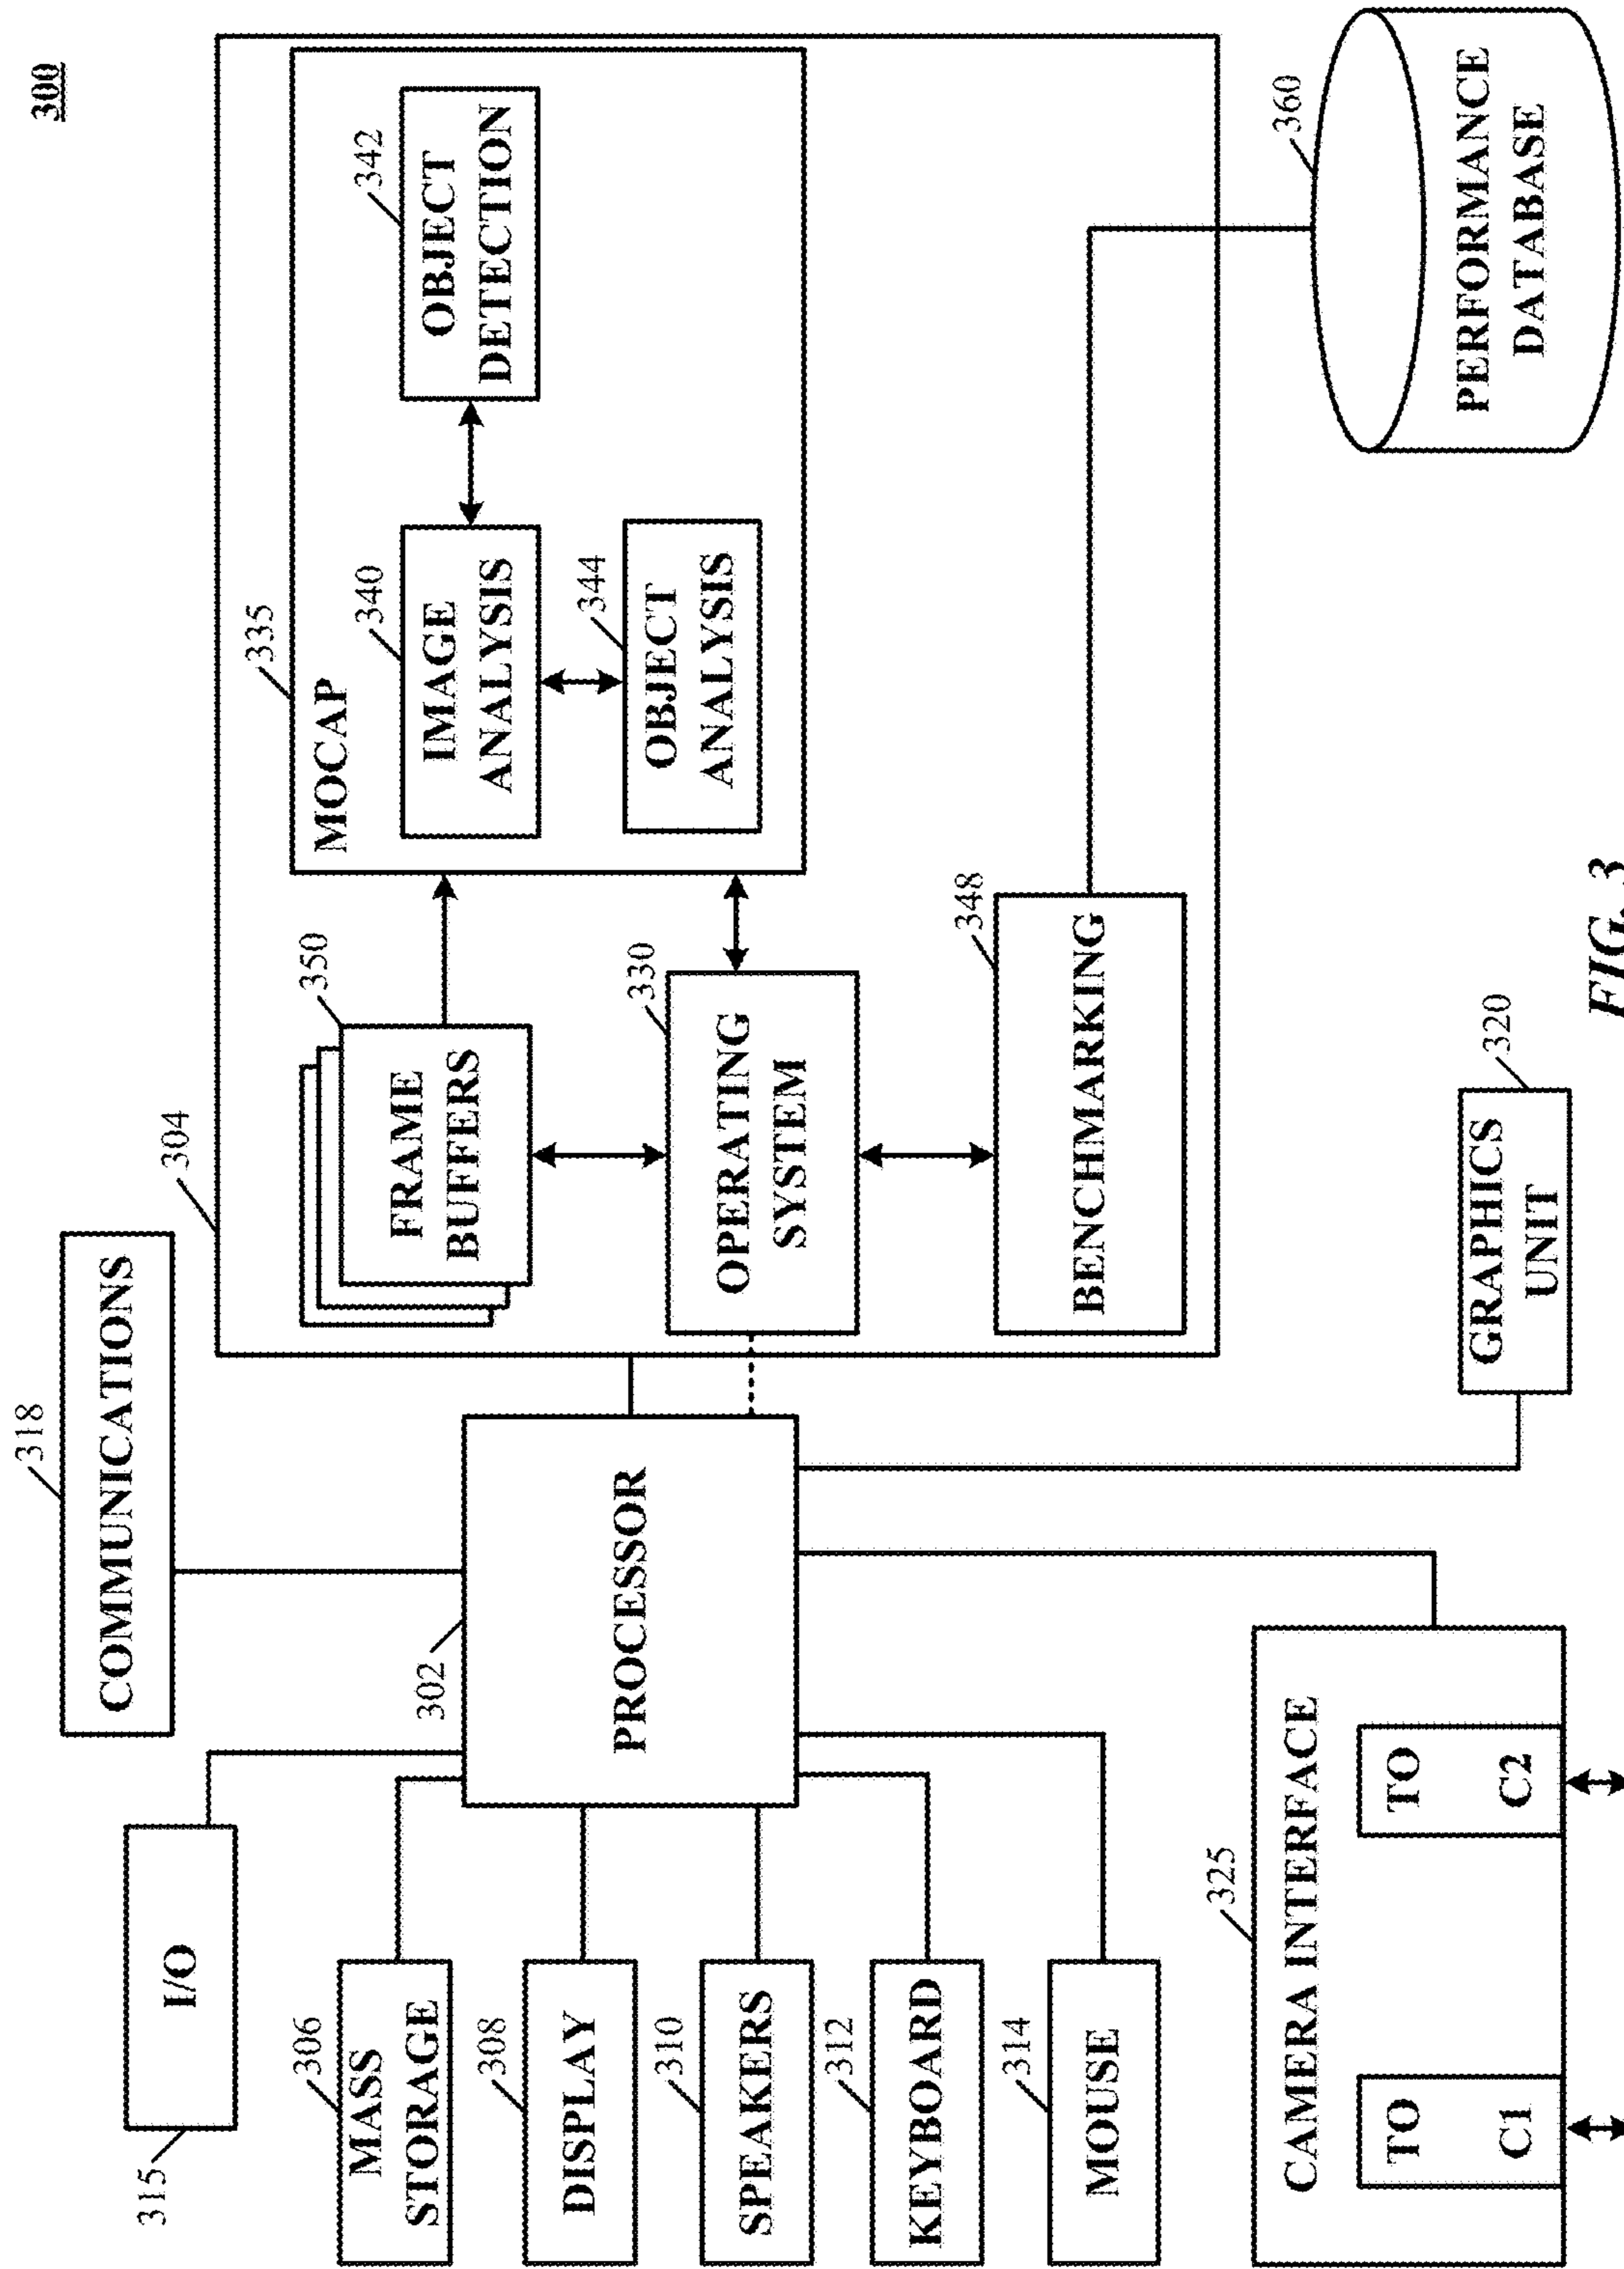 300
318
COMMUNICATIONS
315
I/O
304
335
MOCAP
350
FRAME
BUFFERS
340
IMAGE
ANALYSIS
342
OBJECT
DETECTION
344
OBJECT
ANALYSIS
306
MASS
STORAGE
308
DISPLAY
310
SPEAKERS
312
KEYBOARD
314
MOUSE
302
PROCESSOR
330
OPERATING
SYSTEM
348
BENCHMARKING
360
PERFORMANCE
DATABASE
325
CAMERA INTERFACE
TO
C1
TO
C2
320
GRAPHICS
UNIT
FIG. 3